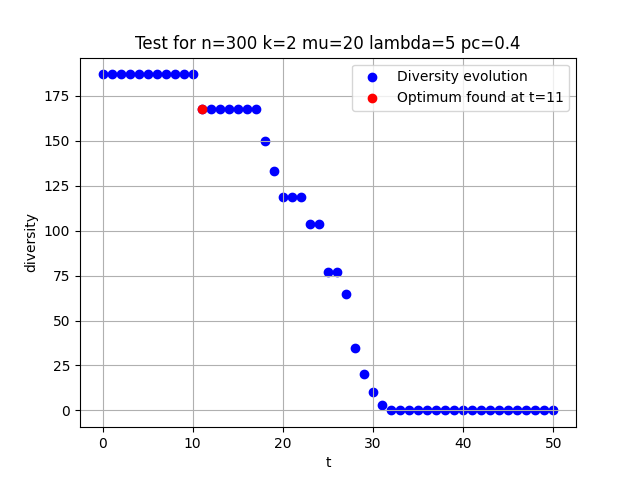 Test for n=300 k=2 mu=20 lambda=5 pc=0.4
Diversity evolution
Optimum found at t=11
diversity
175
150
125
100
75
50
25
0
0 10 20 30 40 50
t